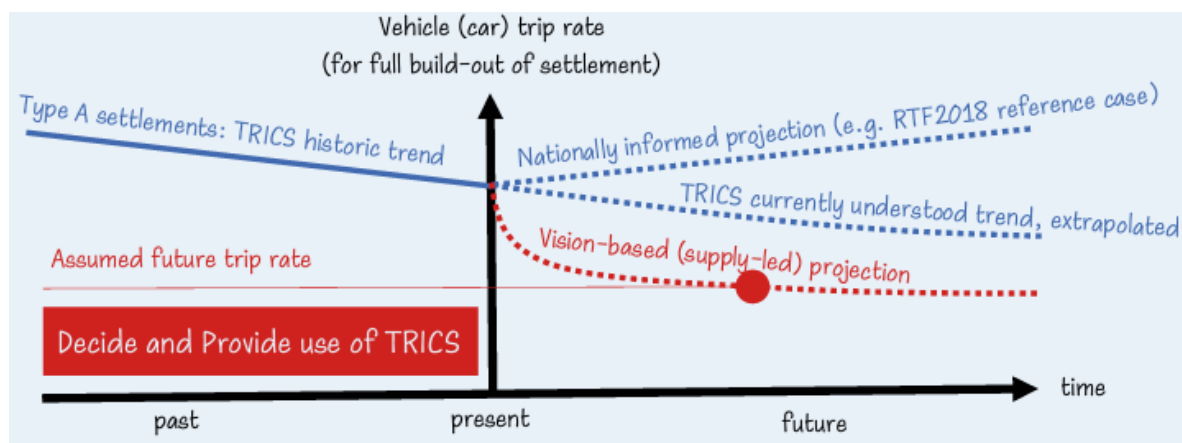 Vehicle (car) trip rate
(for full build-out of settlement)
Type A settlements: TRICS historic trend
Nationally informed projection (e.g. RTF2018 reference case)
TRICS currently understood trend, extrapolated
Vision-based (supply-led) projection
Assumed future trip rate
Decide and Provide use of TRICS
time
past
present
future